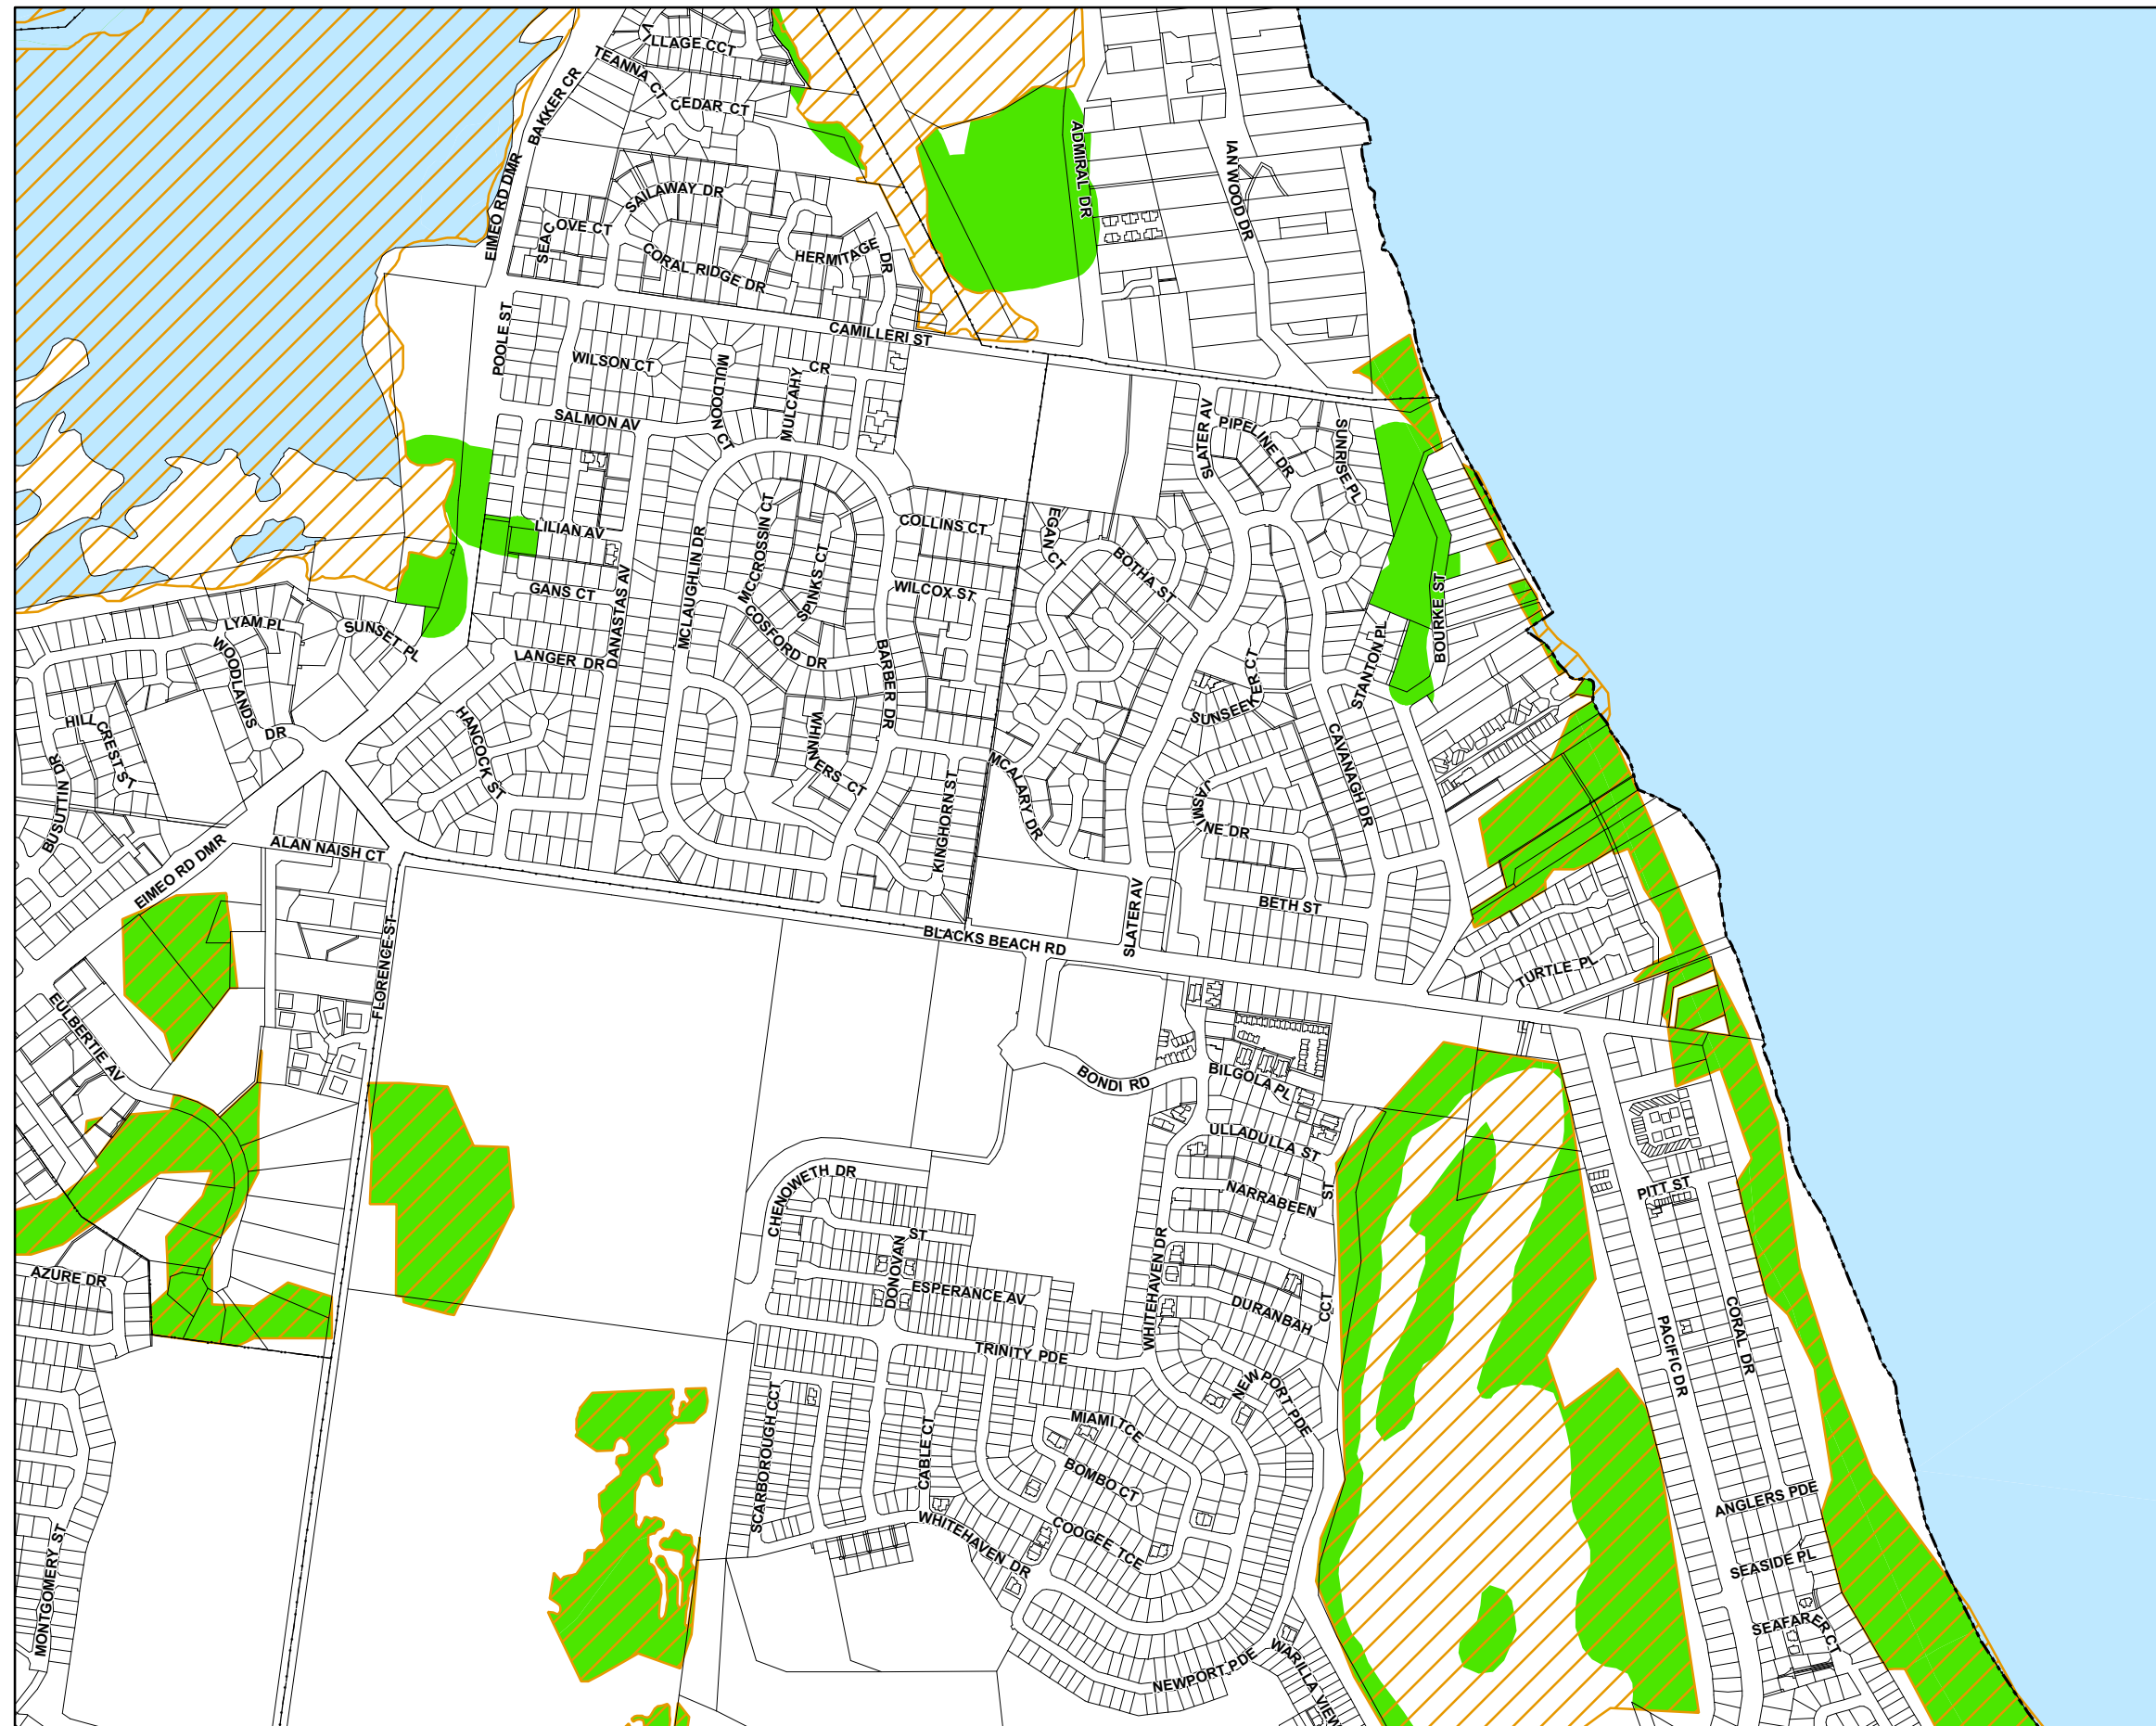 VILLAGE CCT
TEANNA CT
BAKKER CR
CEDAR CT
EIMEO RD DMR
SAILAWAY DR
SEACOVE CT
CORAL RIDGE DR
HERMITAGE DR
ADMIRAL DR
IAN WOOD DR
POOLE ST
CAMILLERI ST
WILSON CT
MULDOOON CT
MULCAHY CR
SALMON AV
SLATER AV
PIPELINE DR
SUNRISE PL
LILIAN AV
MCLAUGHLIN DR
MCCROSSIN CT
SPINKS CT
COLLINS CT
EGAN CT
BOTHA ST
GANS CT
DANASTAS AV
COSFORD DR
WILCOX ST
BOURKE ST
LYAM PL
WOODLANDS DR
SUNSET PL
LANGER DR
BARBER DR
STANTON PL
SUNSEEKER CT
HILLCREST ST
HANCOCK ST
WHINNVERS CT
MCALARY DR
CAVANAGH DR
BUSUTTIN DR
KINGHORN ST
JASMINE DR
EIMEO RD DMR
ALAN NAISH CT
FLORENCE ST
BLACKS BEACH RD
SLATER AV
BETH ST
TURTLE PL
EULBERTIE AV
BONDI RD
BILGOLA PL
ULLADULLA ST
CHENOWETH DR
NARRABEEN ST
PITT ST
DONOVAN ST
WHITEHAVEN DR
AZURE DR
ESPERANCE AV
DURANBAH CCT
TRINITY PDE
PACIFIC DR
CORAL DR
SCARBOROUGH CCT
CABLE CT
NEWPORT PDE
MIAMI TCE
BOMBO CT
ANGLERS PDE
WHITEHAVEN DR
COOGEE TCE
SEASIDE PL
MONTGOMERY ST
SEAFARER CT
NEWPORT PDE
WARILLA VIEW